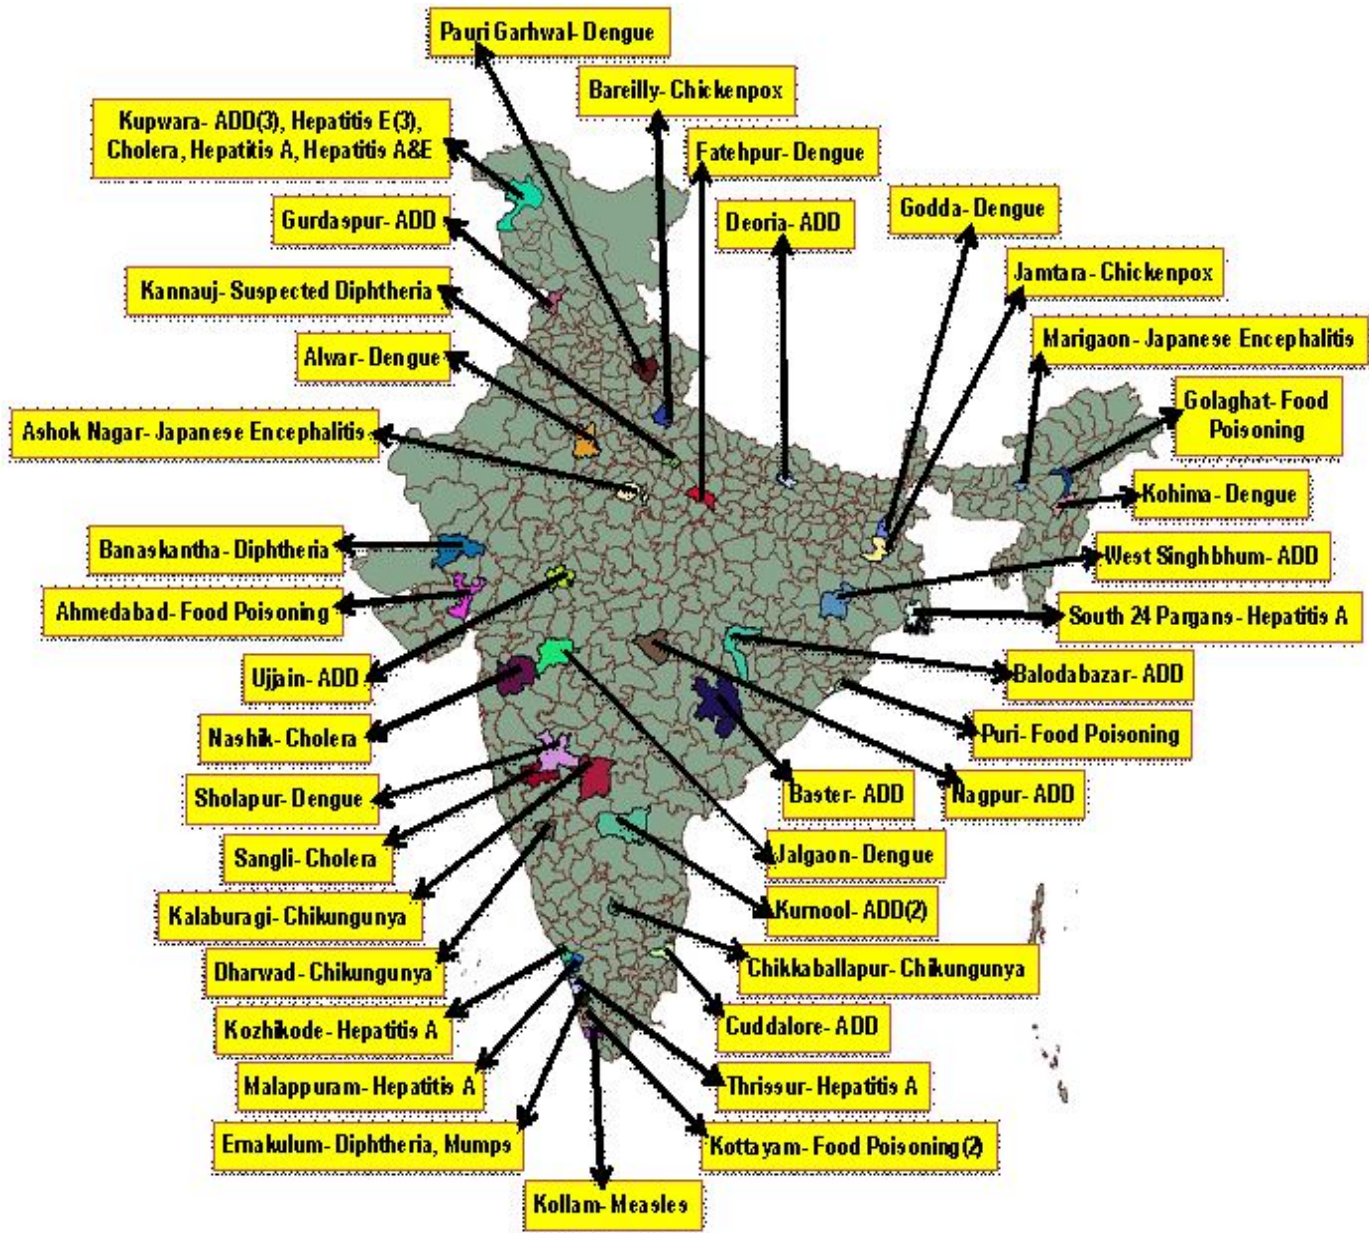 Pauri Garhwal- Dengue
Bareilly- Chickenpox
Kupwara- ADD(3), Hepatitis E(3),
Cholera, Hepatitis A, Hepatitis A&E
Fatehpur- Dengue
Godda- Dengue
Gurdaspur- ADD
Deoria- ADD
Jamtara- Chickenpox
Kannauj- Suspected Diphtheria
Marigaon- Japanese Encephalitis
Alwar- Dengue
Golaghat- Food
Poisoning
Ashok Nagar- Japanese Encephalitis
Kohima- Dengue
Banaskantha- Diphtheria
West Singhbhum- ADD
Ahmedabad- Food Poisoning
South 24 Pargans- Hepatitis A
Ujjain- ADD
Balodabazar- ADD
Nashik- Cholera
Puri- Food Poisoning
Sholapur- Dengue
Baster- ADD
Nagpur- ADD
Sangli- Cholera
Jalgaon- Dengue
Kalaburagi- Chikungunya
Kurnool- ADD(2)
Dharwad- Chikungunya
Chikkaballapur- Chikungunya
Kozhikode- Hepatitis A
Cuddalore- ADD
Malappuram- Hepatitis A
Thrissur- Hepatitis A
Ernakulum- Diphtheria, Mumps
Kottayam- Food Poisoning(2)
Kollam- Measles